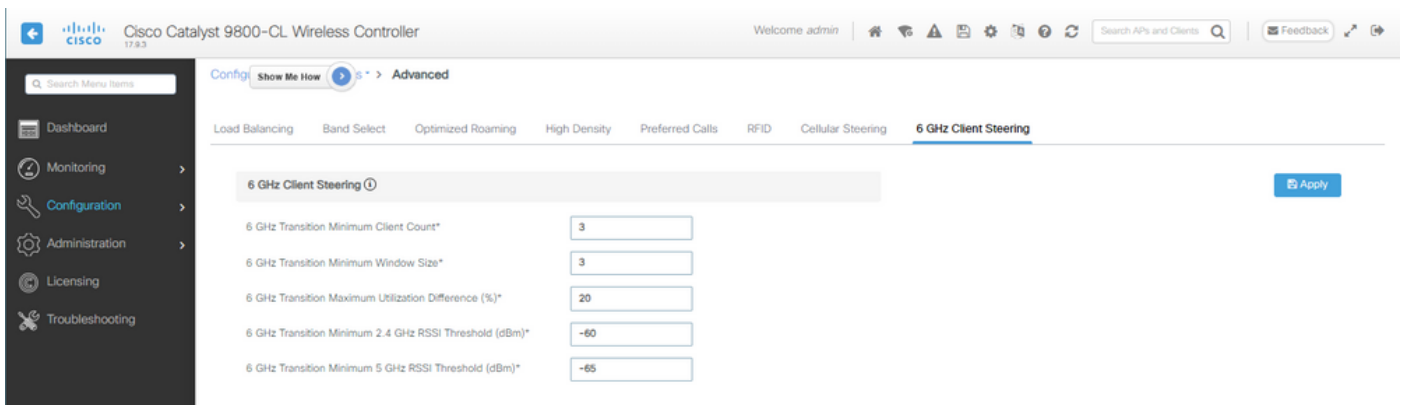 CISCO
Cisco Catalyst 9800-CL Wireless Controller
17.9.3
Welcome admin
Search APs and Clients
Feedback
Search Menu Items
Dashboard
Monitoring
Configuration
Administration
Licensing
Troubleshooting
Show Me How
> Advanced
Load Balancing Band Select Optimized Roaming High Density Preferred Calls RFID Cellular Steering 6 GHz Client Steering
6 GHz Client Steering
Apply
6 GHz Transition Minimum Client Count* 3
6 GHz Transition Minimum Window Size* 3
6 GHz Transition Maximum Utilization Difference (%)* 20
6 GHz Transition Minimum 2.4 GHz RSSI Threshold (dBm)* -60
6 GHz Transition Minimum 5 GHz RSSI Threshold (dBm)* -65